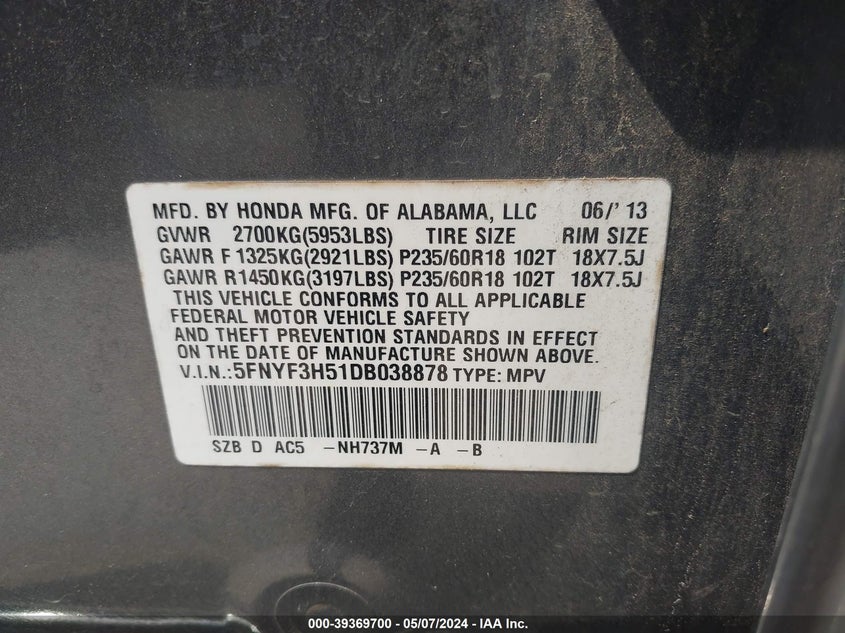 MFD. BY HONDA MFG. OF ALABAMA, LLC 06/' 13
GVWR 2700KG(5953LBS) TIRE SIZE RIM SIZE
GAWR F 1325KG(2921LBS) P235/60R18 102T 18X7.5J
GAWR R1450KG(3197LBS) P235/60R18 102T 18X7.5J
THIS VEHICLE CONFORMS TO ALL APPLICABLE
FEDERAL MOTOR VEHICLE SAFETY
AND THEFT PREVENTION STANDARDS IN EFFECT
ON THE DATE OF MANUFACTURE SHOWN ABOVE.
V.I.N.:5FNYF3H51DB038878 TYPE: MPV
SZB D AC5 -NH737M -A -B
000-39369700 - 05/07/2024 - IAA Inc.